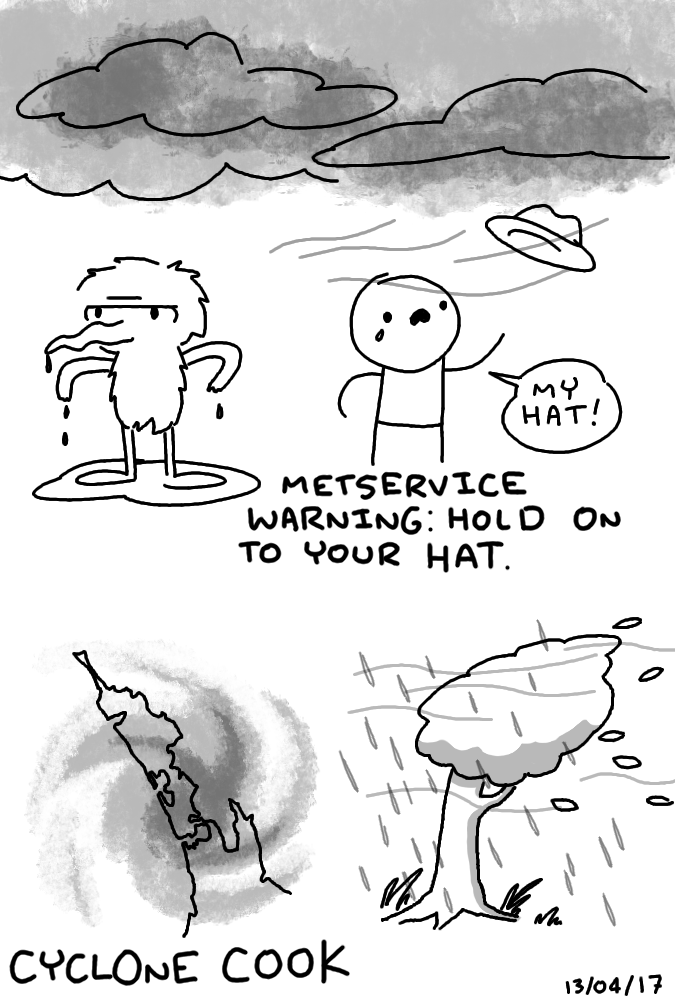 MY
HAT!
METSERVICE
WARNING: HOLD ON
TO YOUR HAT.
CYCLONE COOK
13/04/17